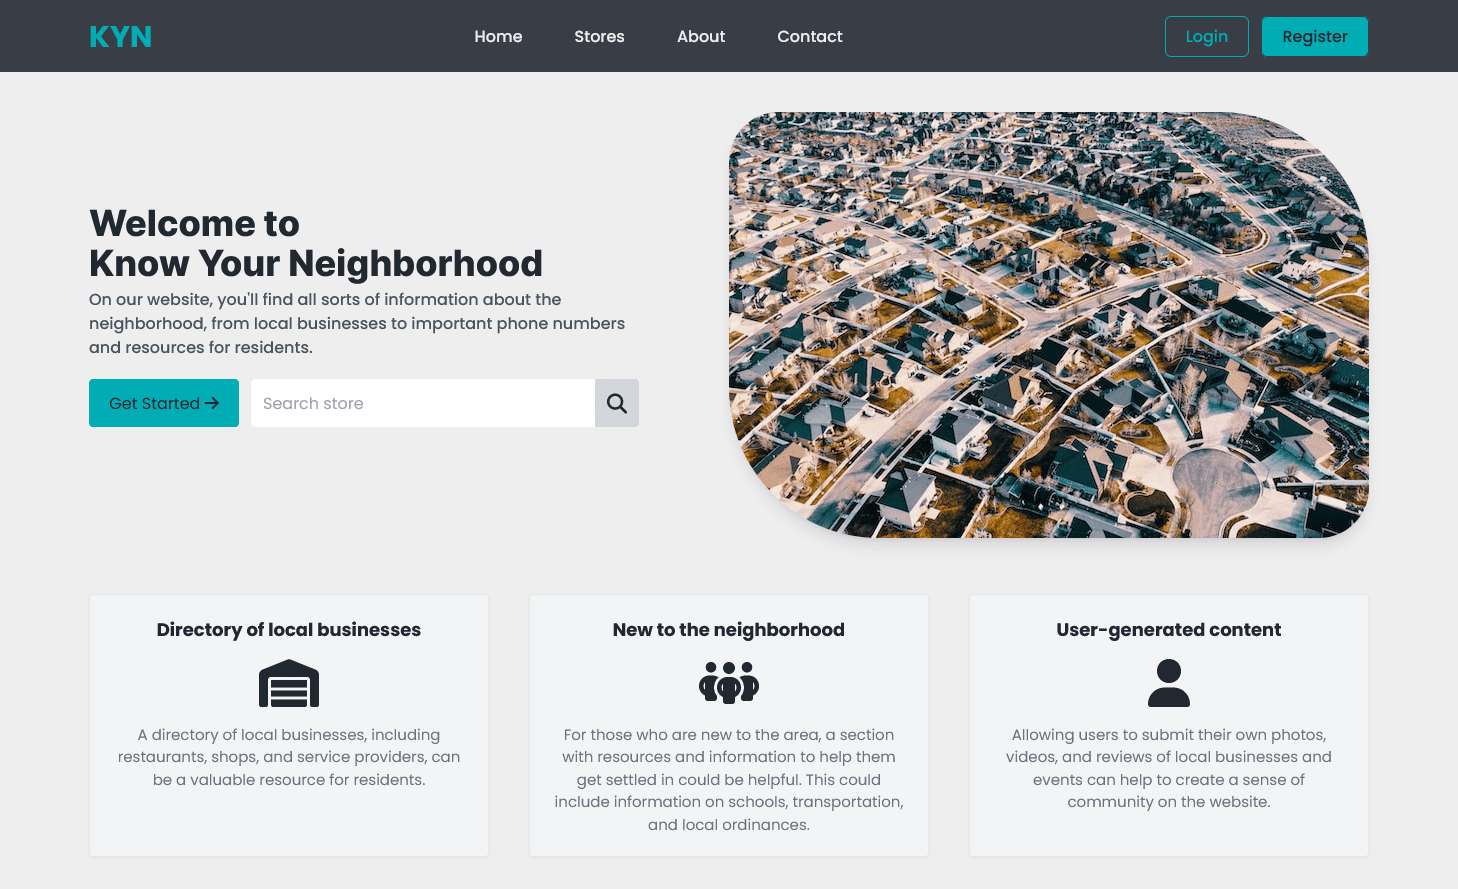 KYN
Home
Stores
About
Contact
Login
Register
Welcome to
Know Your Neighborhood
On our website, you'll find all sorts of information about the
neighborhood, from local businesses to important phone numbers
and resources for residents.
Get Started
Search store
Directory of local businesses
A directory of local businesses, including
restaurants, shops, and service providers, can
be a valuable resource for residents.
New to the neighborhood
For those who are new to the area, a section
with resources and information to help them
get settled in could be helpful. This could
include information on schools, transportation,
and local ordinances.
User-generated content
Allowing users to submit their own photos,
videos, and reviews of local businesses and
events can help to create a sense of
community on the website.